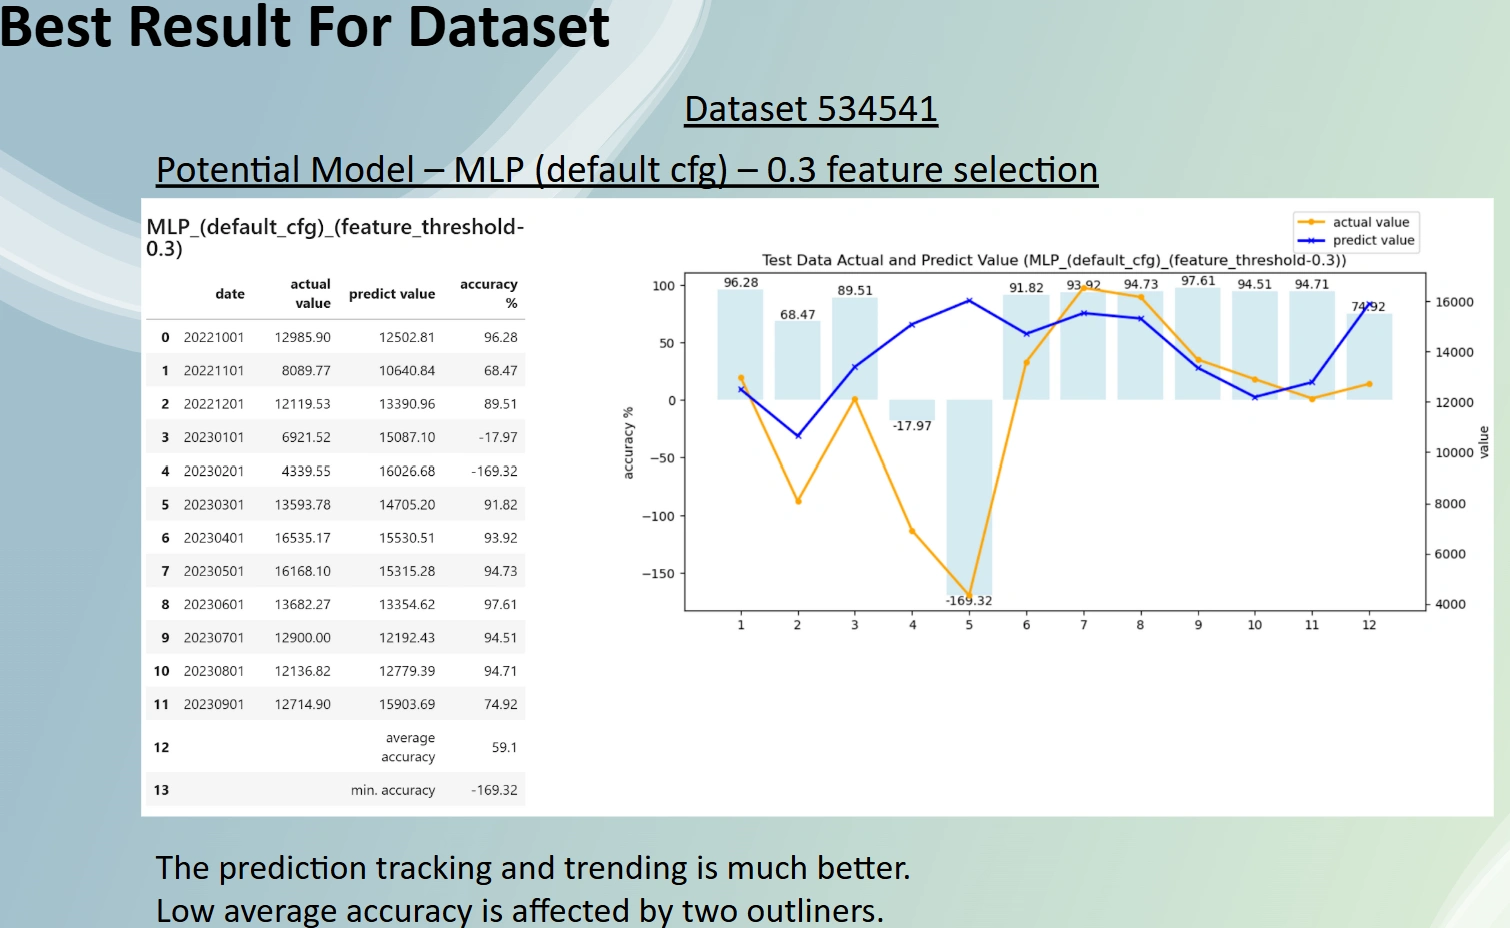 Best Result For Dataset
Dataset 534541
Potential Model – MLP (default cfg) – 0.3 feature selection
MLP_(default_cfg)_(feature_threshold-
0.3)
date actual value predict value accuracy %
0 20221001 12985.90 12502.81 96.28
1 20221101 8089.77 10640.84 68.47
2 20221201 12119.53 13390.96 89.51
3 20230101 6921.52 15087.10 -17.97
4 20230201 4339.55 16026.68 -169.32
5 20230301 13593.78 14705.20 91.82
6 20230401 16535.17 15530.51 93.92
7 20230501 16168.10 15315.28 94.73
8 20230601 13682.27 13354.62 97.61
9 20230701 12900.00 12192.43 94.51
10 20230801 12136.82 12779.39 94.71
11 20230901 12714.90 15903.69 74.92
12 average accuracy 59.1
13 min. accuracy -169.32
actual value
predict value
Test Data Actual and Predict Value (MLP_(default_cfg)_(feature_threshold-0.3))
96.28 68.47 89.51 -17.97 -169.32 91.82 93.92 94.73 97.61 94.51 94.71 74.92
accuracy %
100
50
0
−50
−100
−150
value
16000
14000
12000
10000
8000
6000
4000
1 2 3 4 5 6 7 8 9 10 11 12
The prediction tracking and trending is much better.
Low average accuracy is affected by two outliners.